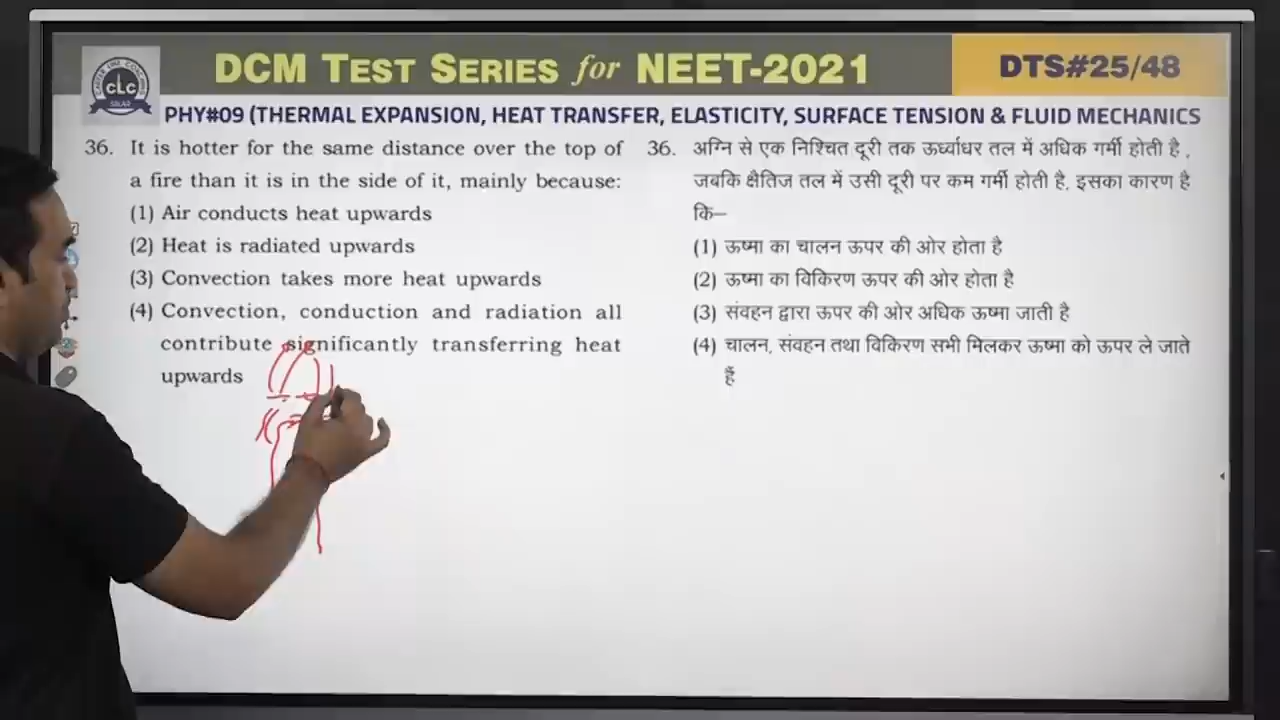 DCM TEST SERIES for NEET-2021
DTS#25/48
CLC
PHY#09 (THERMAL EXPANSION, HEAT TRANSFER, ELASTICITY, SURFACE TENSION & FLUID MECHANICS
36. It is hotter for the same distance over the top of
a fire than it is in the side of it, mainly because:
(1) Air conducts heat upwards
(2) Heat is radiated upwards
(3) Convection takes more heat upwards
(4) Convection, conduction and radiation all
contribute significantly transferring heat
upwards
36. अग्नि से एक निश्चित दूरी तक ऊर्ध्वाधर तल में अधिक गर्मी होती है ,
जबकि क्षैतिज तल में उसी दूरी पर कम गर्मी होती है, इसका कारण है
कि–
(1) ऊष्मा का चालन ऊपर की ओर होता है
(2) ऊष्मा का विकिरण ऊपर की ओर होता है
(3) संवहन द्वारा ऊपर की ओर अधिक ऊष्मा जाती है
(4) चालन, संवहन तथा विकिरण सभी मिलकर ऊष्मा को ऊपर ले जाते
हैं